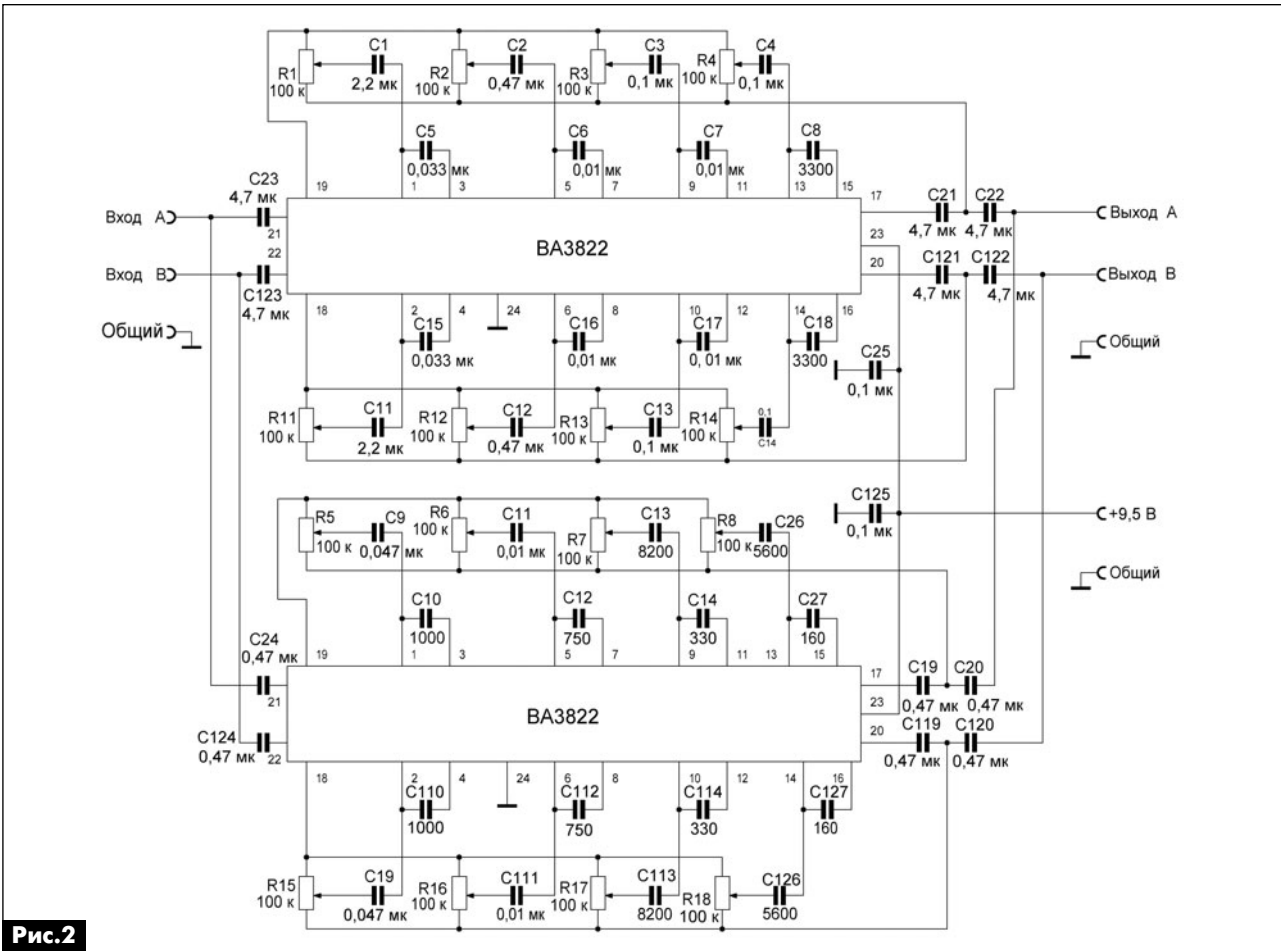 C1
C2
C3
C4
R1
100 к
2,2 мк
R2
100 к
0,47 мк
R3
100 к
0,1 мк
R4
100 к
0,1 мк
C5
0,033 мк
C6
0,01 мк
C7
0,01 мк
C8
3300
C23
4,7 мк
19
1
3
5
7
9
11
13
15
17
C21
4,7 мк
C22
4,7 мк
Вход A
21
BA3822
23
Выход A
Вход B
22
20
C121
4,7 мк
C122
4,7 мк
Выход B
C123
4,7 мк
Общий
18
2
4
24
6
8
10
12
14
16
C15
0,033 мк
C16
0,01 мк
C17
0, 01 мк
C18
3300
C25
0,1 мк
Общий
R11
100 к
C11
2,2 мк
R12
100 к
C12
0,47 мк
R13
100 к
C13
0,1 мк
R14
100 к
0,1
C14
C125
0,1 мк
+9,5 В
Общий
R5
100 к
C9
0,047 мк
R6
100 к
C11
0,01 мк
R7
100 к
C13
8200
R8
100 к
C26
5600
C10
1000
C12
750
C14
330
C27
160
C24
0,47 мк
19
1
3
5
7
9
11
13
15
17
C19
0,47 мк
C20
0,47 мк
21
BA3822
23
C124
0,47 мк
22
20
C119
0,47 мк
C120
0,47 мк
18
2
4
24
6
8
10
12
14
16
C110
1000
C112
750
C114
330
C127
160
R15
100 к
C19
0,047 мк
R16
100 к
C111
0,01 мк
R17
100 к
C113
8200
R18
100 к
C126
5600
Рис.2